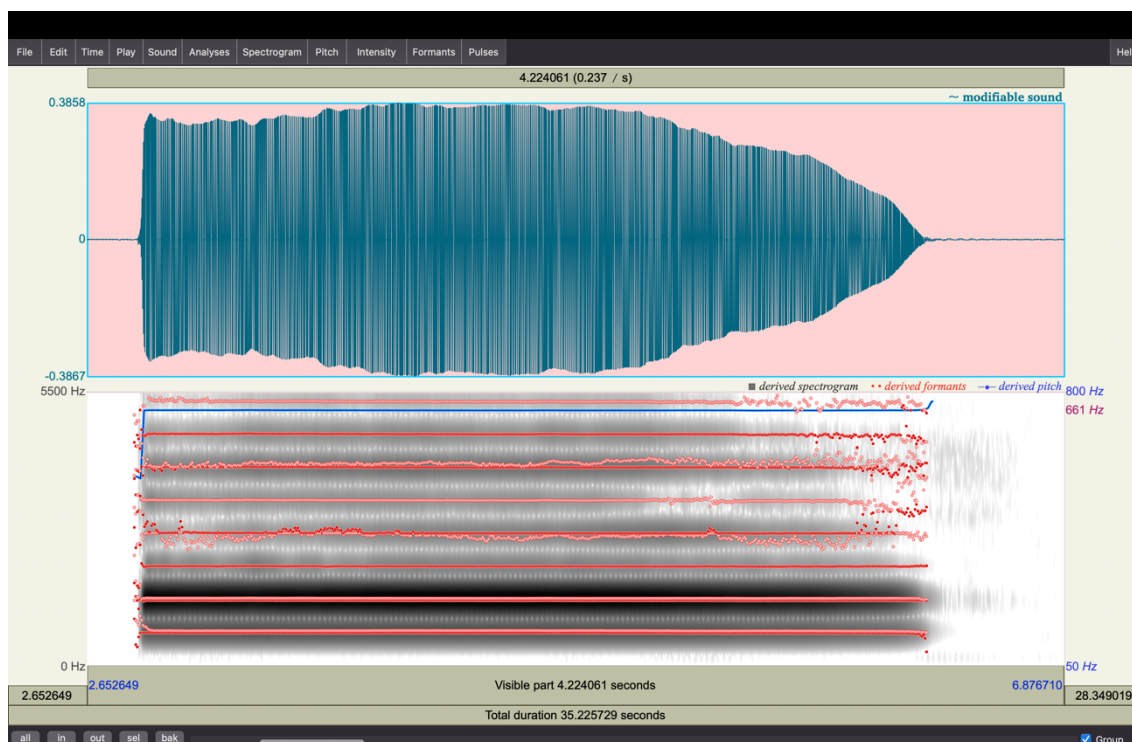 File Edit Time Play Sound Analyses Spectrogram Pitch Intensity Formants Pulses Hel
4.224061 (0.237 / s)
0.3858
~ modifiable sound
0
-0.3867
5500 Hz
derived spectrogram derived formants derived pitch
800 Hz
661 Hz
0 Hz
50 Hz
2.652649 2.652649 Visible part 4.224061 seconds 6.876710 28.349019
Total duration 35.225729 seconds
all in out sel bak Group